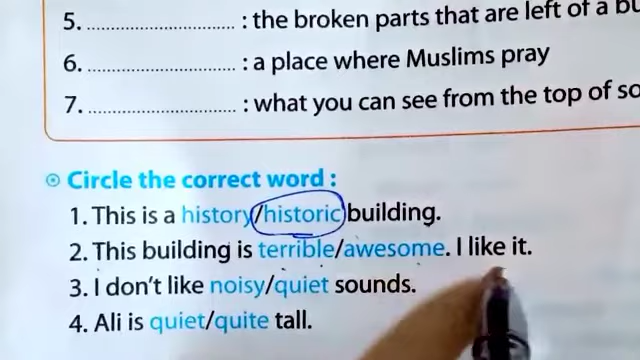 5. ........................... : the broken parts that are left of a bu
6. ........................... : a place where Muslims pray
7. ........................... : what you can see from the top of so
Circle the correct word :
1. This is a history/historic building.
2. This building is terrible/awesome. I like it.
3. I don't like noisy/quiet sounds.
4. Ali is quiet/quite tall.